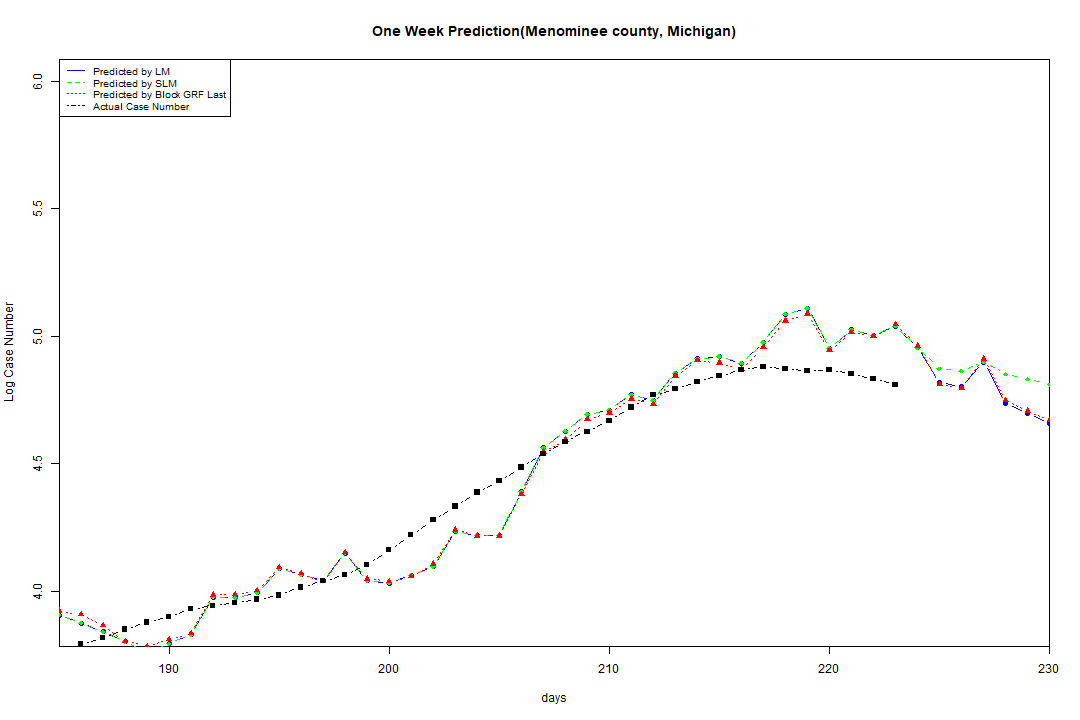 One Week Prediction(Menominee county, Michigan)
Predicted by LM
Predicted by SLM
Predicted by Block GRF Last
Actual Case Number
6.0
5.5
5.0
4.5
4.0
Log Case Number
190 200 210 220 230
days